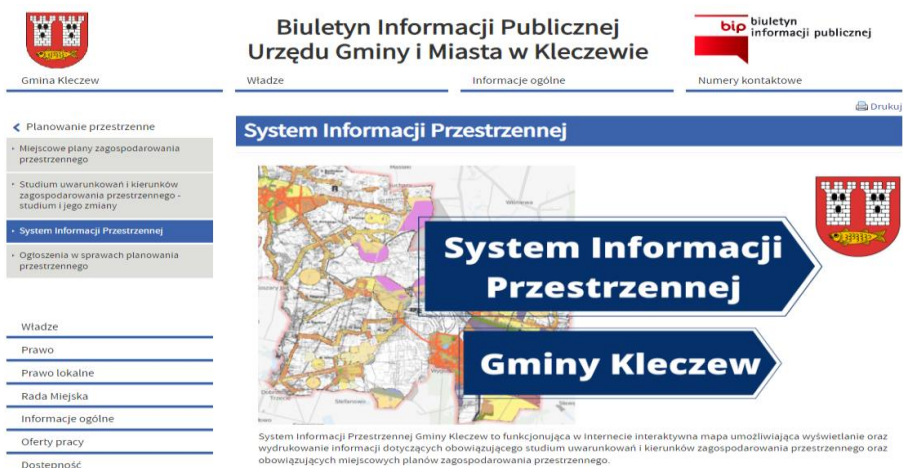 Biuletyn Informacji Publicznej
Urzędu Gminy i Miasta w Kleczewie
bip biuletyn
informacji publicznej
Gmina Kleczew
Władze
Informacje ogólne
Numery kontaktowe
Drukuj
Planowanie przestrzenne
Miejscowe plany zagospodarowania
przestrzennego
Studium uwarunkowań i kierunków
zagospodarowania przestrzennego -
studium i jego zmiany
System Informacji Przestrzennej
Ogłoszenia w sprawach planowania
przestrzennego
Władze
Prawo
Prawo lokalne
Rada Miejska
Informacje ogólne
Oferty pracy
Dostępność
System Informacji Przestrzennej
System Informacji
Przestrzennej
Gminy Kleczew
System Informacji Przestrzennej Gminy Kleczew to funkcjonująca w Internecie interaktywna mapa umożliwiająca wyświetlanie oraz
wydrukowanie informacji dotyczących obowiązującego studium uwarunkowań i kierunków zagospodarowania przestrzennego oraz
obowiązujących miejscowych planów zagospodarowania przestrzennego.